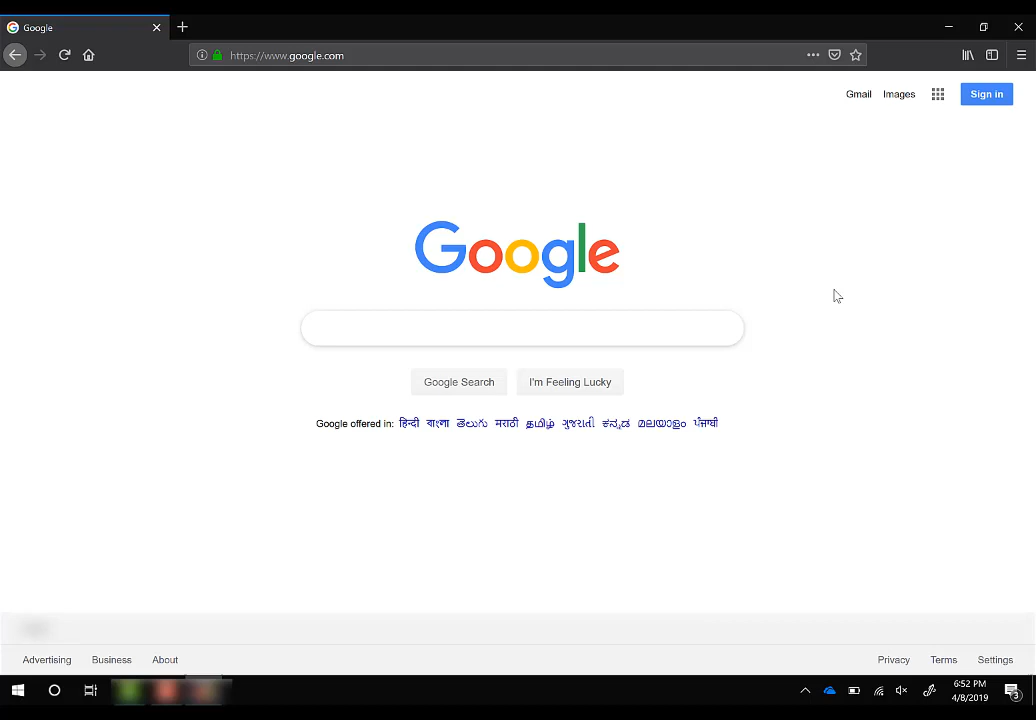 Google
https://www.google.com
Gmail Images Sign in
Google
Google Search I'm Feeling Lucky
Google offered in: हिन्दी বাংলা తెలుగు मराठी தமிழ் ગુજરાતી ಕನ್ನಡ മലയാളം ਪੰਜਾਬੀ
Advertising Business About Privacy Terms Settings
6:52 PM
4/8/2019
3